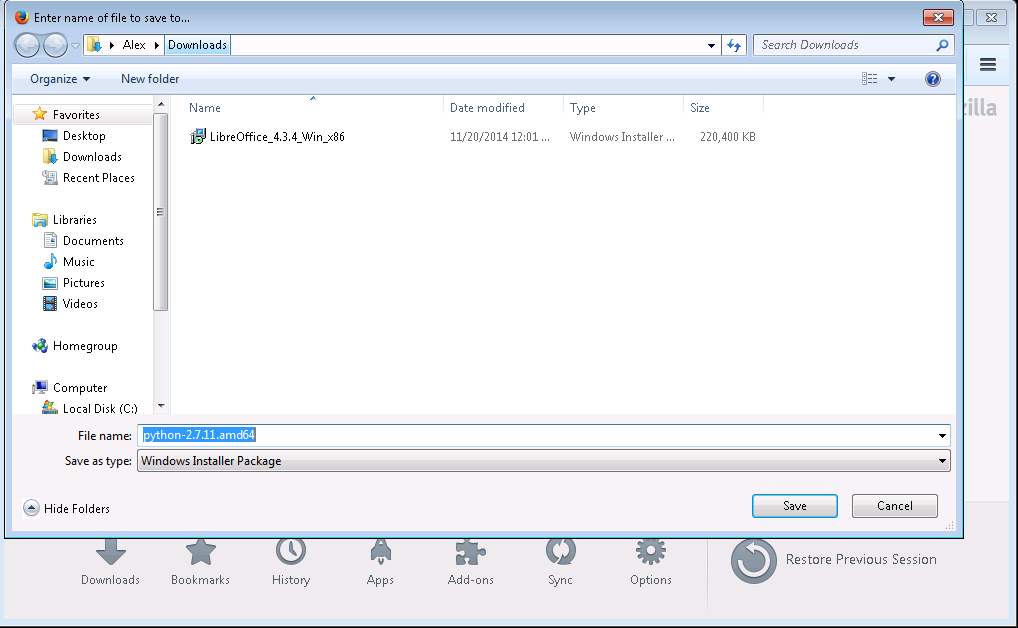 Enter name of file to save to...
Alex Downloads
Search Downloads
Organize New folder
?
Name Date modified Type Size
LibreOffice_4.3.4_Win_x86 11/20/2014 12:01 ... Windows Installer ... 220,400 KB
Favorites
Desktop
Downloads
Recent Places
Libraries
Documents
Music
Pictures
Videos
Homegroup
Computer
Local Disk (C:)
zilla
File name: python-2.7.11.amd64
Save as type: Windows Installer Package
Hide Folders
Save Cancel
Downloads Bookmarks History Apps Add-ons Sync Options Restore Previous Session